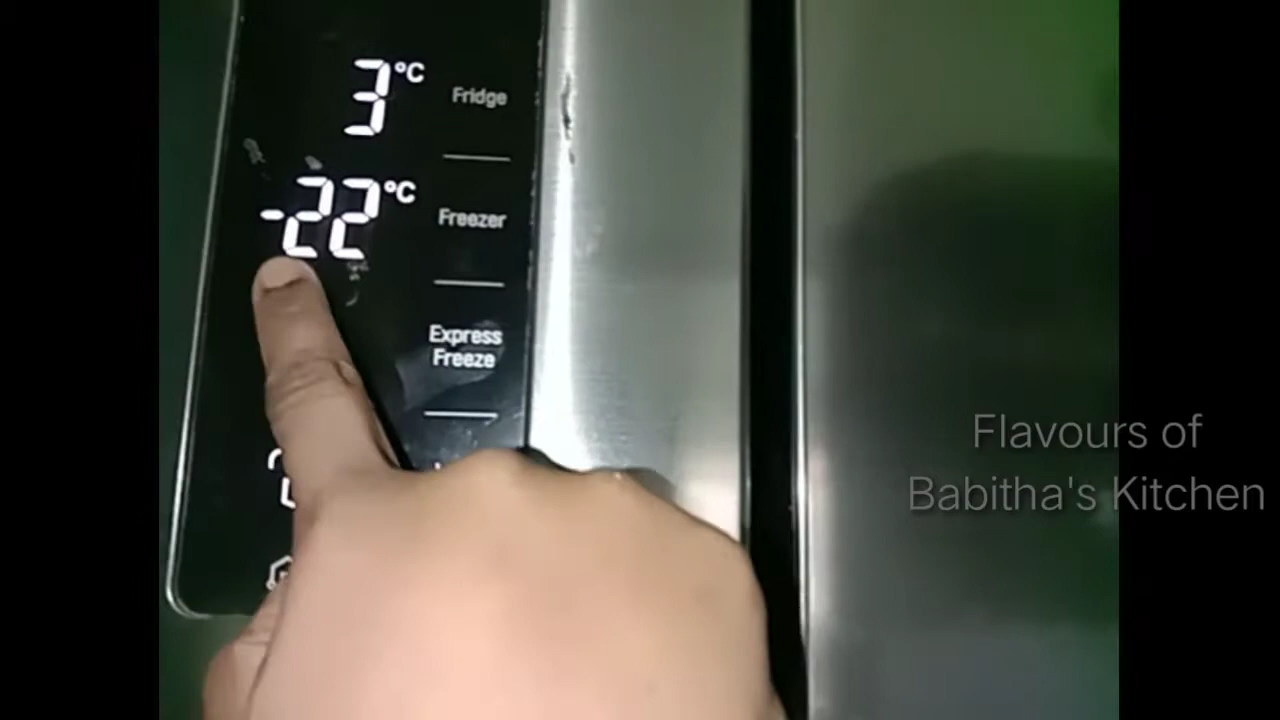 3°C
Fridge
-22°C
Freezer
Express
Freeze
Flavours of
Babitha's Kitchen